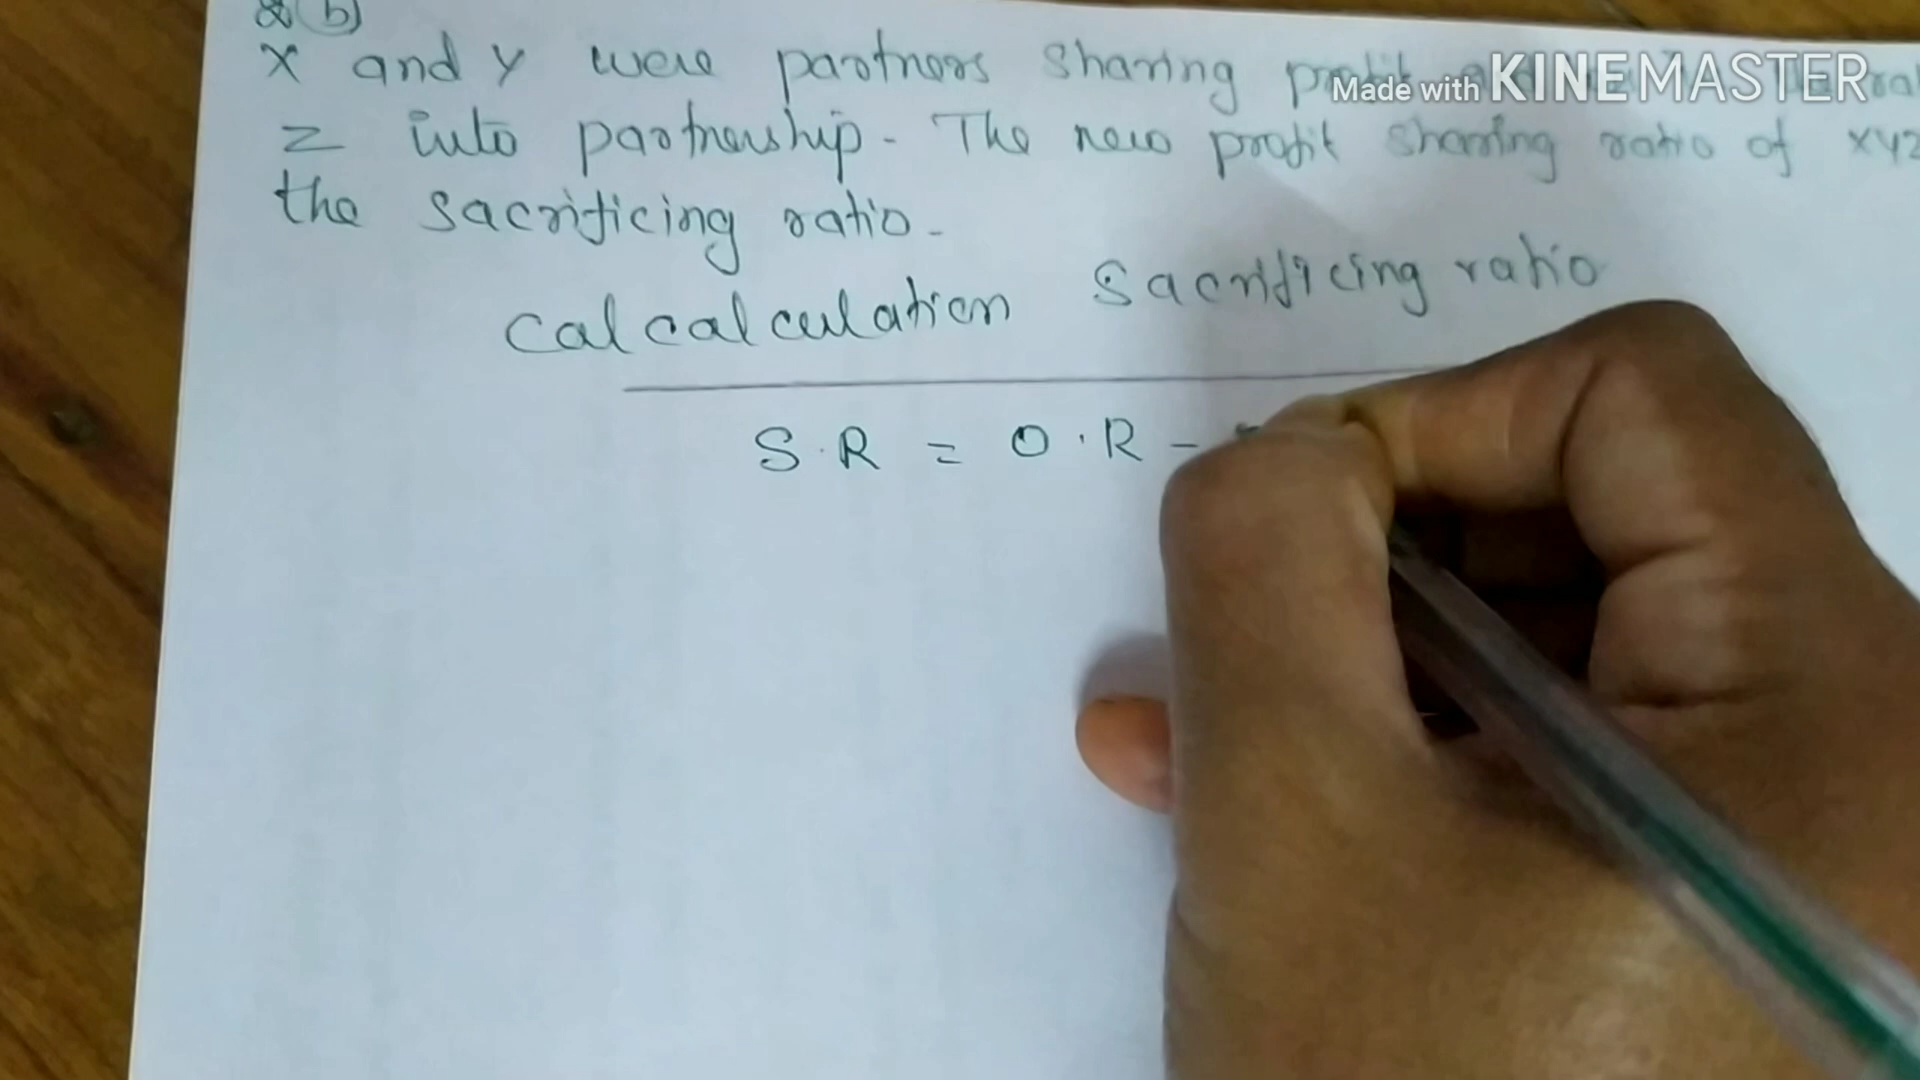 2 (b)
X and Y were partners sharing profit
Made with KINEMASTER
Z into partnership. The new profit sharing ratio of XYZ
the sacrificing ratio.
Calcalculation Sacrificing ratio
S.R = O.R -